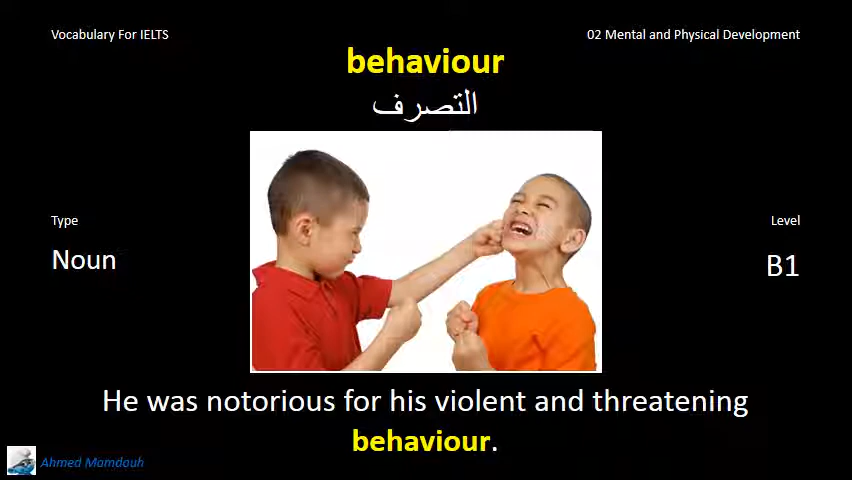 Vocabulary For IELTS
02 Mental and Physical Development
behaviour
التصرف
Type
Level
Noun
B1
He was notorious for his violent and threatening
behaviour.
Ahmed Mamdouh